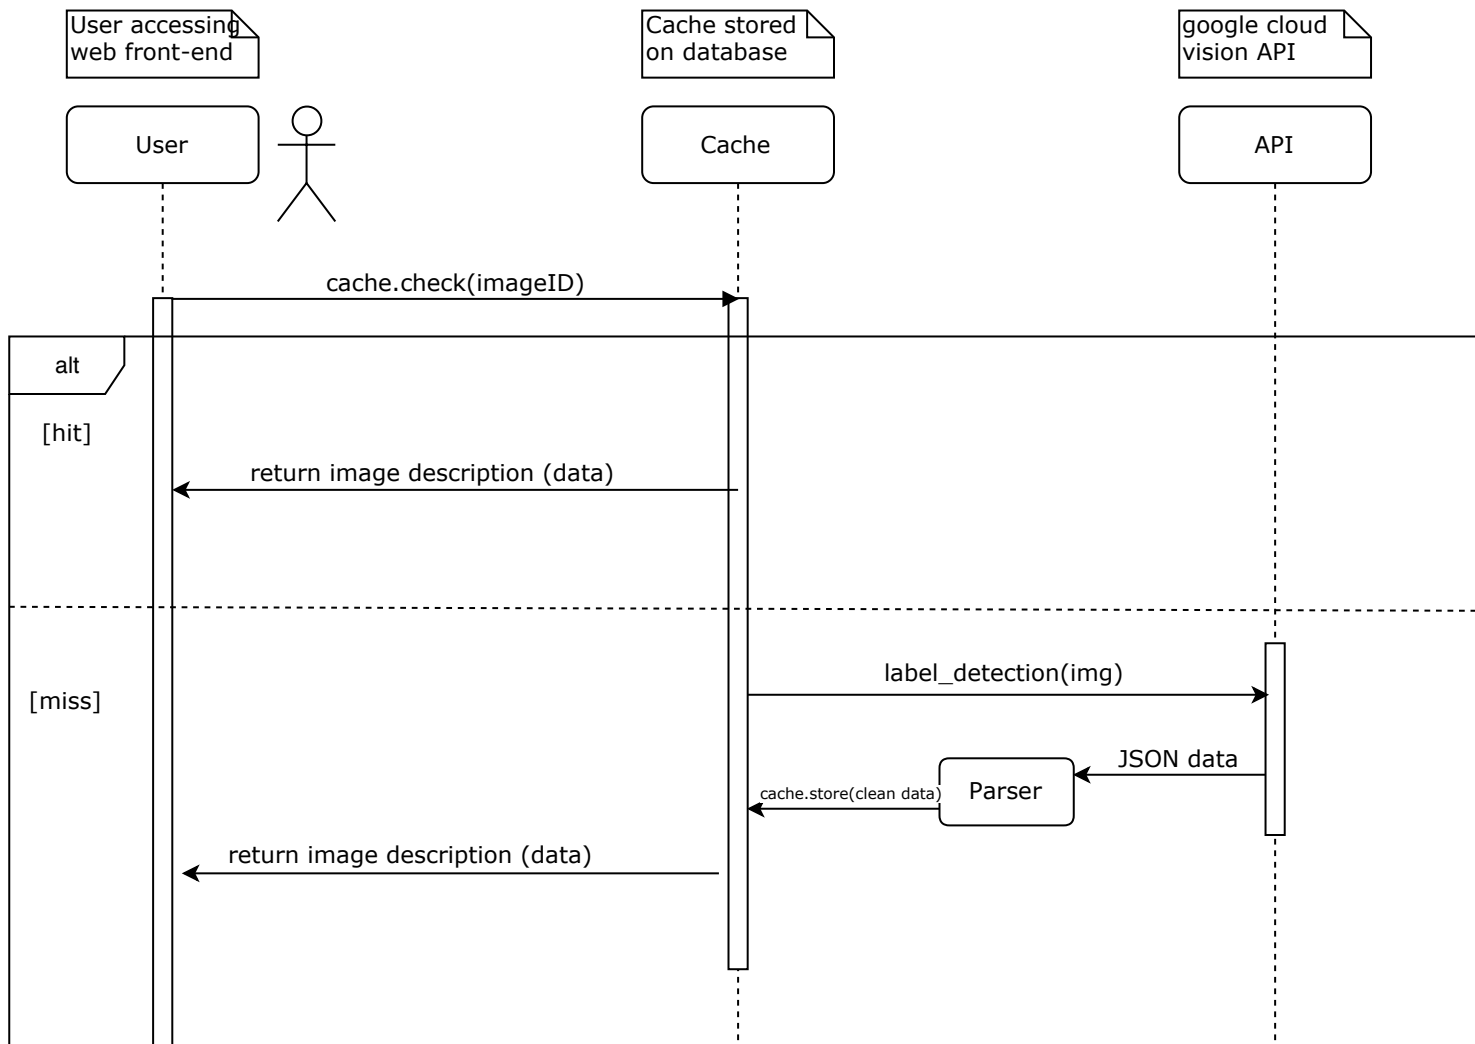 User accessing
web front-end
Cache stored
on database
google cloud
vision API
User
Cache
API
cache.check(imageID)
alt
[hit]
return image description (data)
label_detection(img)
[miss]
JSON data
cache.store(clean data)
Parser
return image description (data)